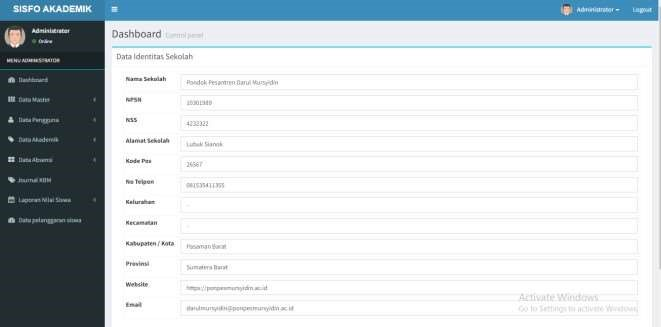 SISFO AKADEMIK
Administrator
Logout
Administrator
Online
Dashboard Control panel
MENU ADMINISTRATOR
Data Identitas Sekolah
Dashboard
Nama Sekolah
Pondok Pesantren Darul Mursyidin
Data Master
NPSN
10301989
Data Pengguna
NSS
4232322
Data Akademik
Alamat Sekolah
Lubuk Sianok
Data Absensi
Kode Pos
26567
Journal KBM
No Telpon
081535411355
Laporan Nilai Siswa
Kelurahan
-
Data pelanggaran siswa
Kecamatan
-
Kabupaten / Kota
Pasaman Barat
Provinsi
Sumatera Barat
Website
https://ponpesmursyidin.ac.id
Email
darulmursyidin@ponpesmursyidin.ac.id
Activate Windows
Go to Settings to activate Windows.